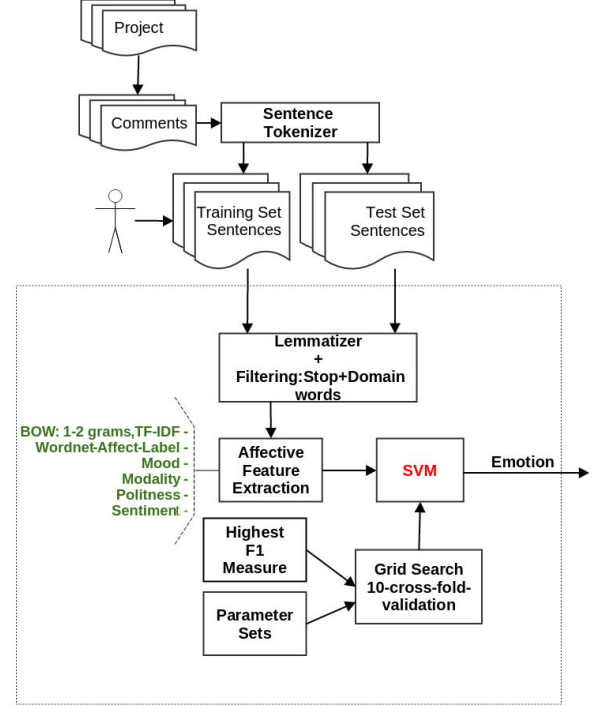 Project
Comments
Sentence
Tokenizer
Training Set
Sentences
Test Set
Sentences
Lemmatizer
+
Filtering:Stop+Domain
words
BOW: 1-2 grams,TF-IDF -
Wordnet-Affect-Label -
Mood -
Modality -
Politness -
Sentiment -
Affective
Feature
Extraction
SVM
Emotion
Highest
F1
Measure
Grid Search
10-cross-fold-
validation
Parameter
Sets